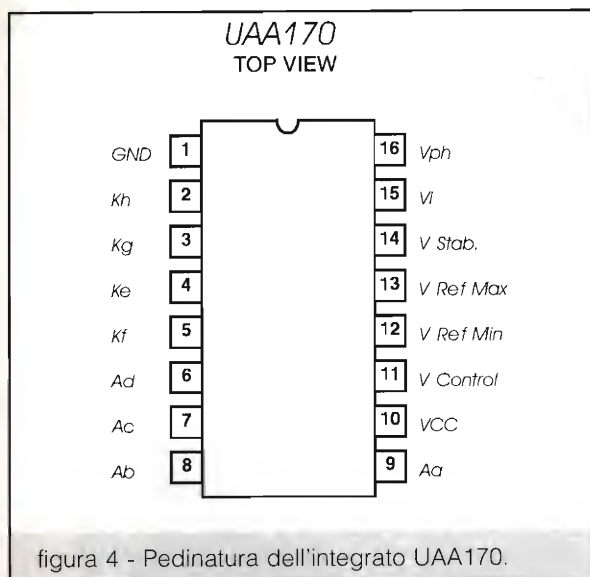 UAA170
TOP VIEW
GND 1 16 Vph
Kh 2 15 VI
Kg 3 14 V Stab.
Ke 4 13 V Ref Max
Kf 5 12 V Ref Min
Ad 6 11 V Control
Ac 7 10 VCC
Ab 8 9 Aa
figura 4 - Pedinatura dell'integrato UAA170.